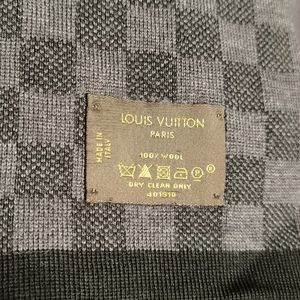 LOUIS VUITTON
PARIS
MADE IN
ITALY
100% WOOL
DRY CLEAN ONLY
401910